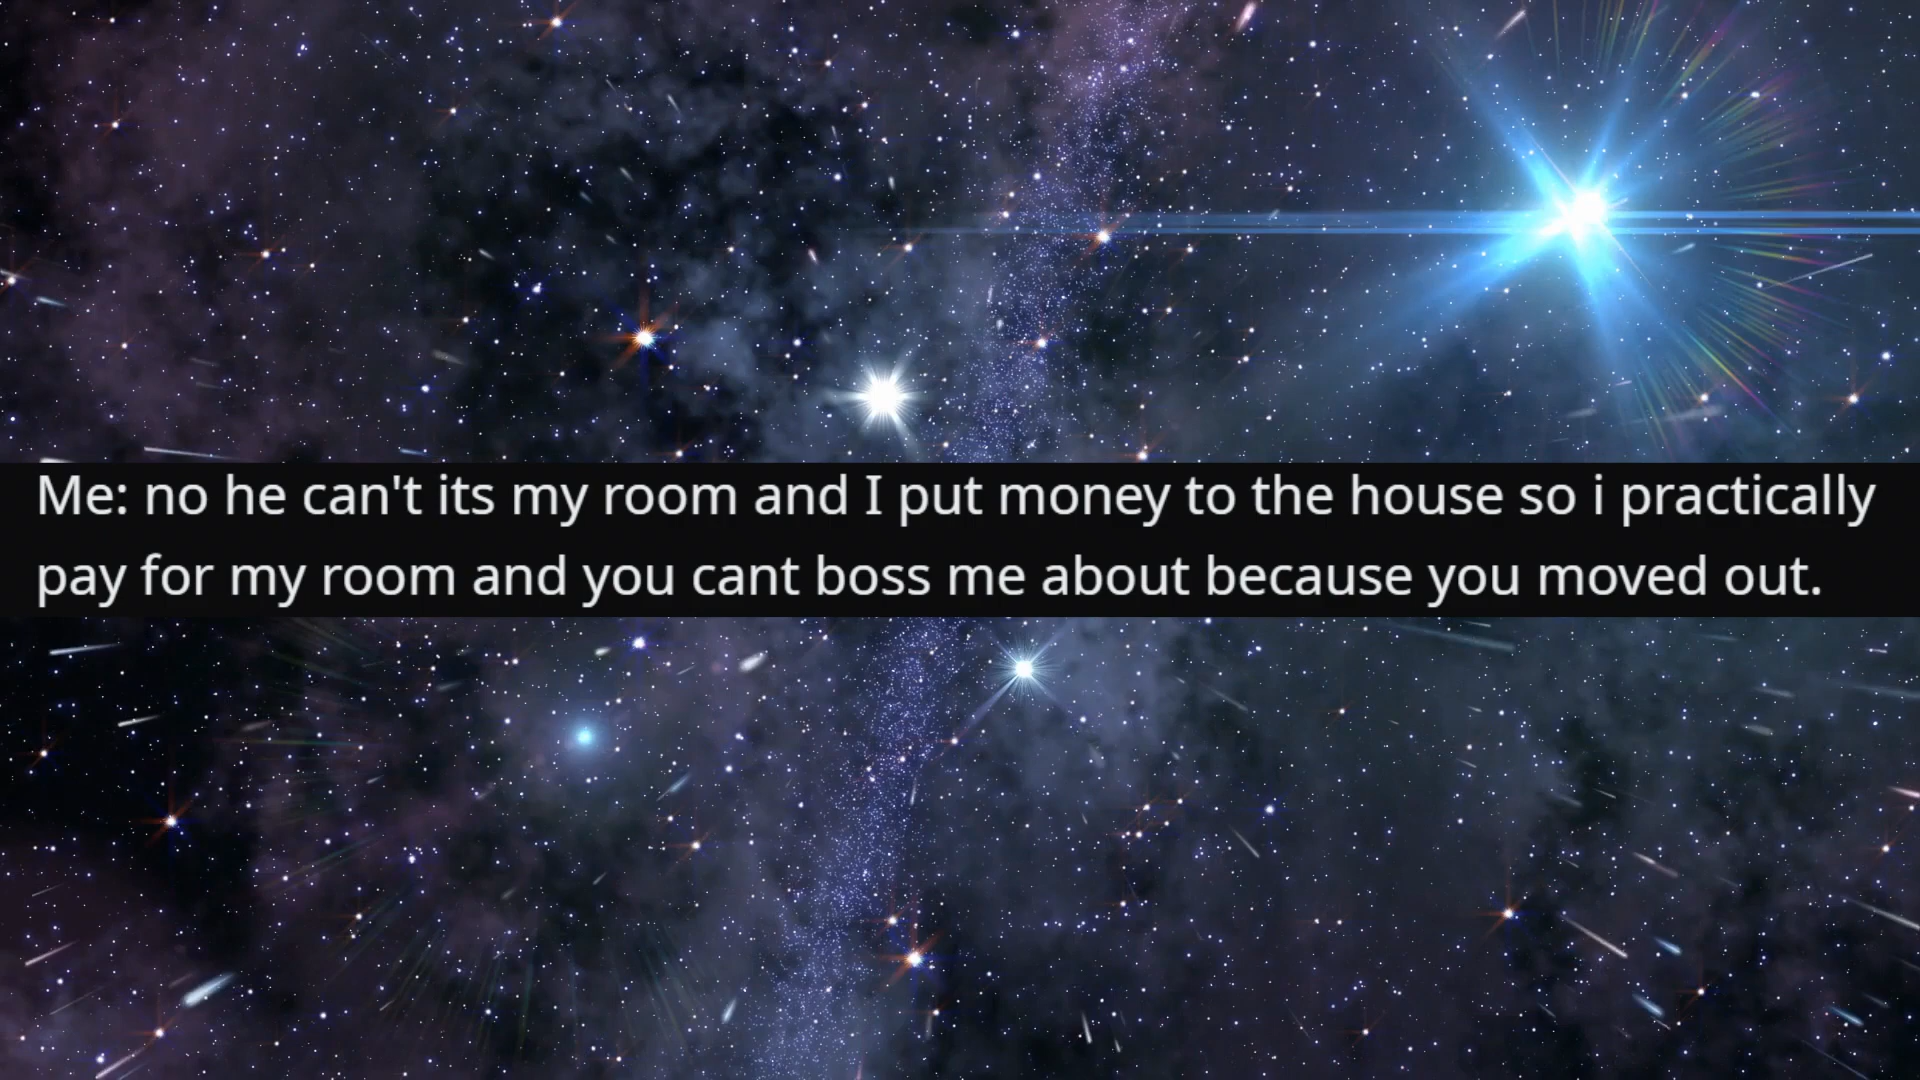 Me: no he can't its my room and I put money to the house so i practically
pay for my room and you cant boss me about because you moved out.